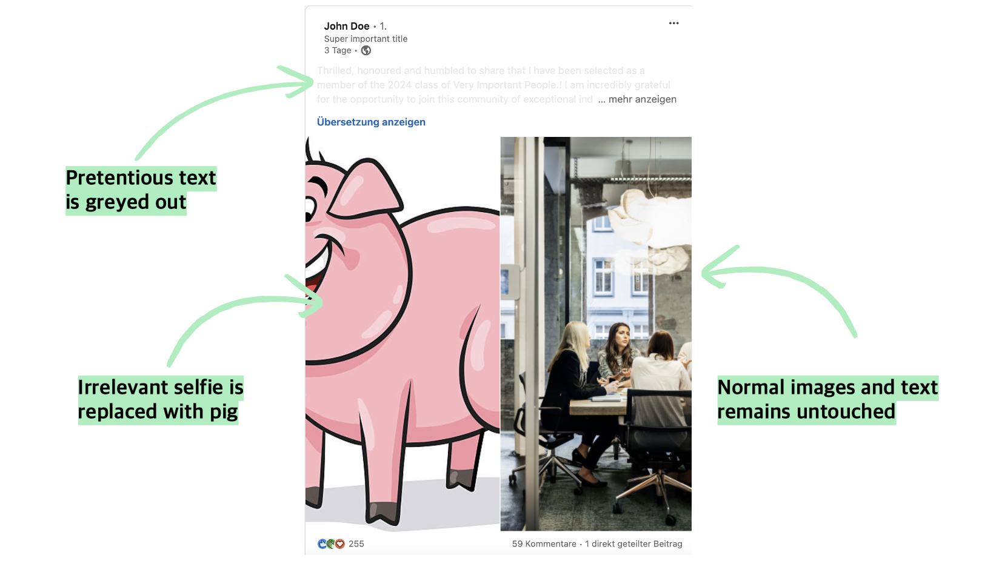 John Doe • 1.
Super important title
3 Tage •
Thrilled, honoured and humbled to share that I have been selected as a
member of the 2024 class of Very Important People.! I am incredibly grateful
for the opportunity to join this community of exceptional ind ... mehr anzeigen
Übersetzung anzeigen
Pretentious text
is greyed out
Irrelevant selfie is
replaced with pig
Normal images and text
remains untouched
255
59 Kommentare • 1 direkt geteilter Beitrag